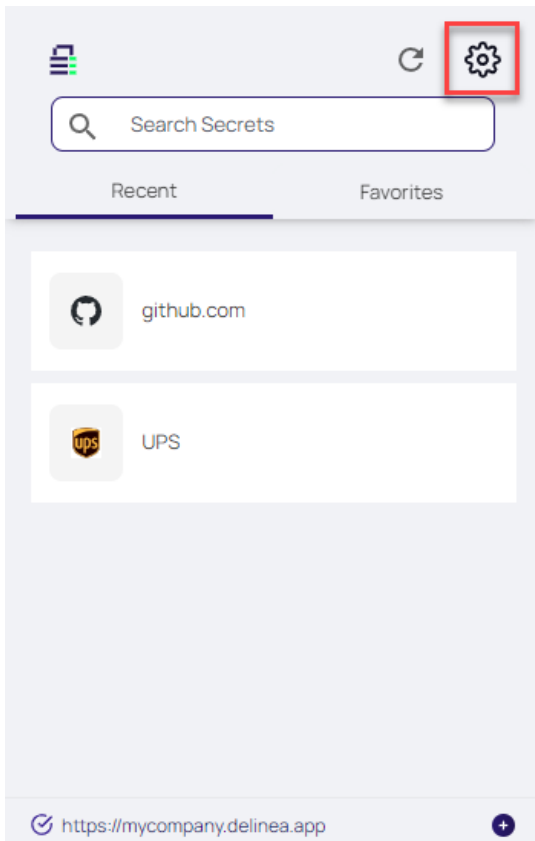 Search Secrets
Recent Favorites
github.com
ups UPS
https://mycompany.delinea.app